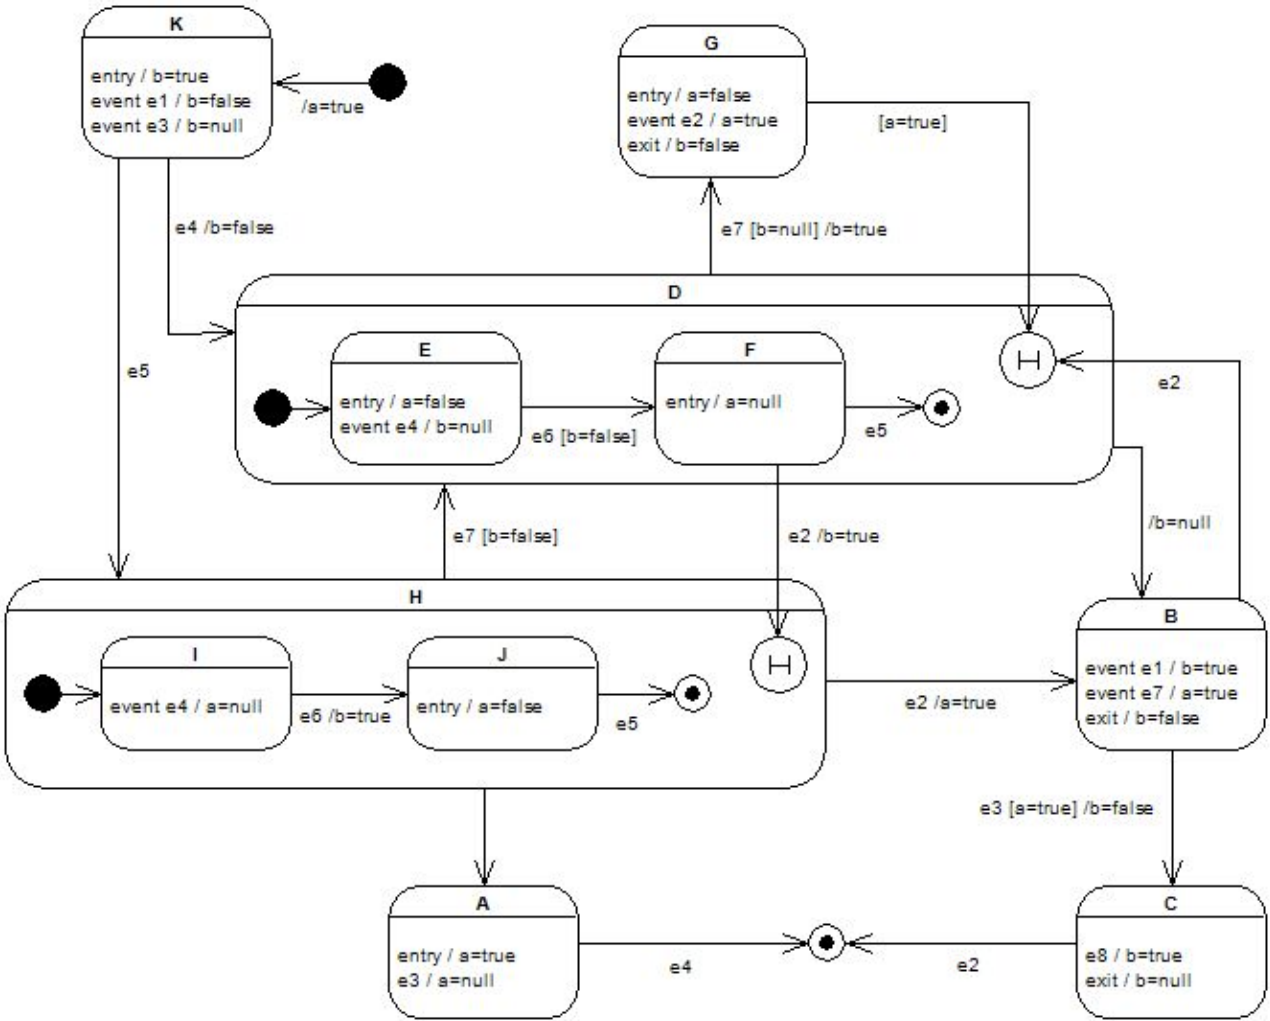 K
entry / b=true
event e1 / b=false
event e3 / b=null
/a=true
G
entry / a=false
event e2 / a=true
exit / b=false
[a=true]
e4 /b=false
e7 [b=null] /b=true
D
e5
E
entry / a=false
event e4 / b=null
e6 [b=false]
F
entry / a=null
e5
H
e2
e7 [b=false]
e2 /b=true
/b=null
H
I
event e4 / a=null
e6 /b=true
J
entry / a=false
e5
H
e2 /a=true
B
event e1 / b=true
event e7 / a=true
exit / b=false
e3 [a=true] /b=false
A
entry / a=true
e3 / a=null
e4
e2
C
e8 / b=true
exit / b=null